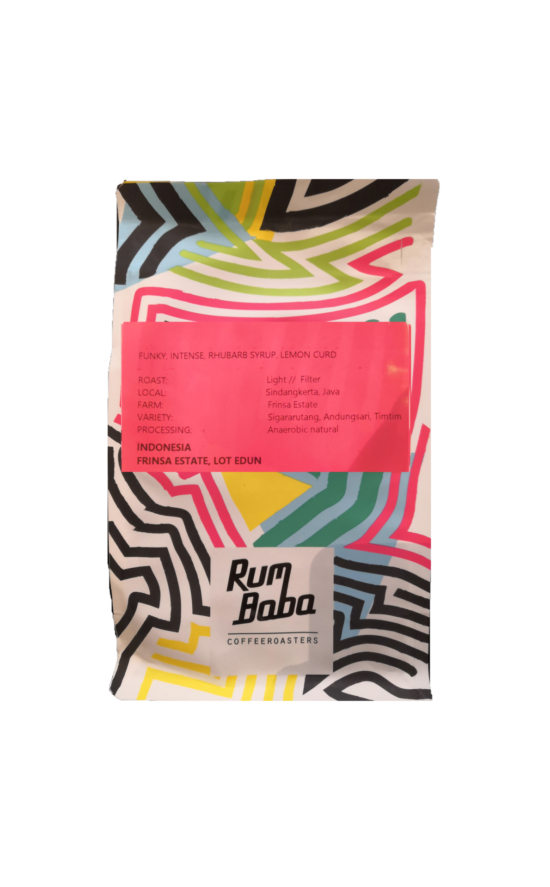 FUNKY, INTENSE, RHUBARB SYRUP, LEMON CURD
ROAST: Light // Filter
LOCAL: Sindangkerta, Java
FARM: Frinsa Estate
VARIETY: Sigararutang, Andungsari, Timtim
PROCESSING: Anaerobic natural
INDONESIA
FRINSA ESTATE, LOT EDUN
Rum
Baba
COFFEEROASTERS